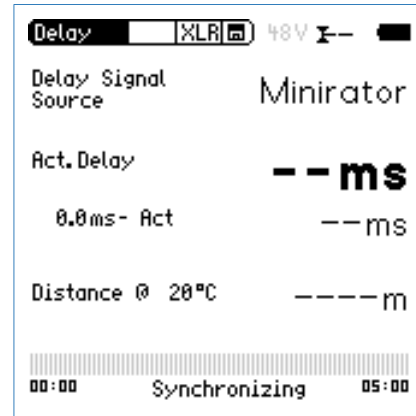 Delay XLR 48V I--
Delay Signal Minirator
Source
Act. Delay --ms
0.0ms- Act --ms
Distance @ 20°C ----m
00:00 Synchronizing 05:00